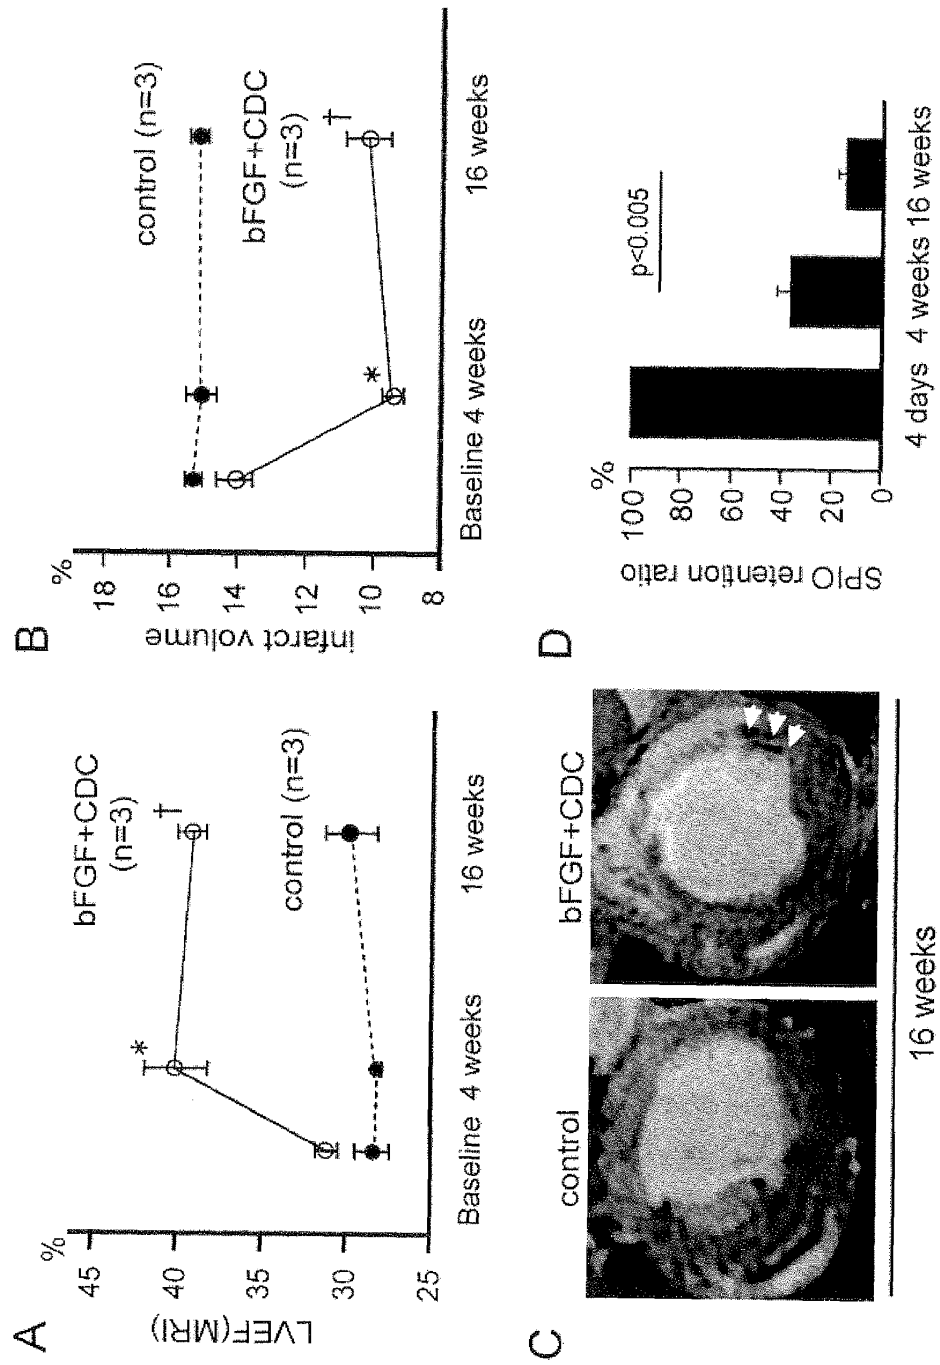 A
%
45
40
35
30
25
LVEF(MRI)
bFGF+CDC
(n=3)
*
†
control (n=3)
Baseline 4 weeks 16 weeks
B
%
18
16
14
12
10
8
infarct volume
control (n=3)
bFGF+CDC
(n=3)
*
†
Baseline 4 weeks 16 weeks
C
control bFGF+CDC
16 weeks
D
%
100
80
60
40
20
0
SPIO retention ratio
p<0.005
4 days 4 weeks 16 weeks